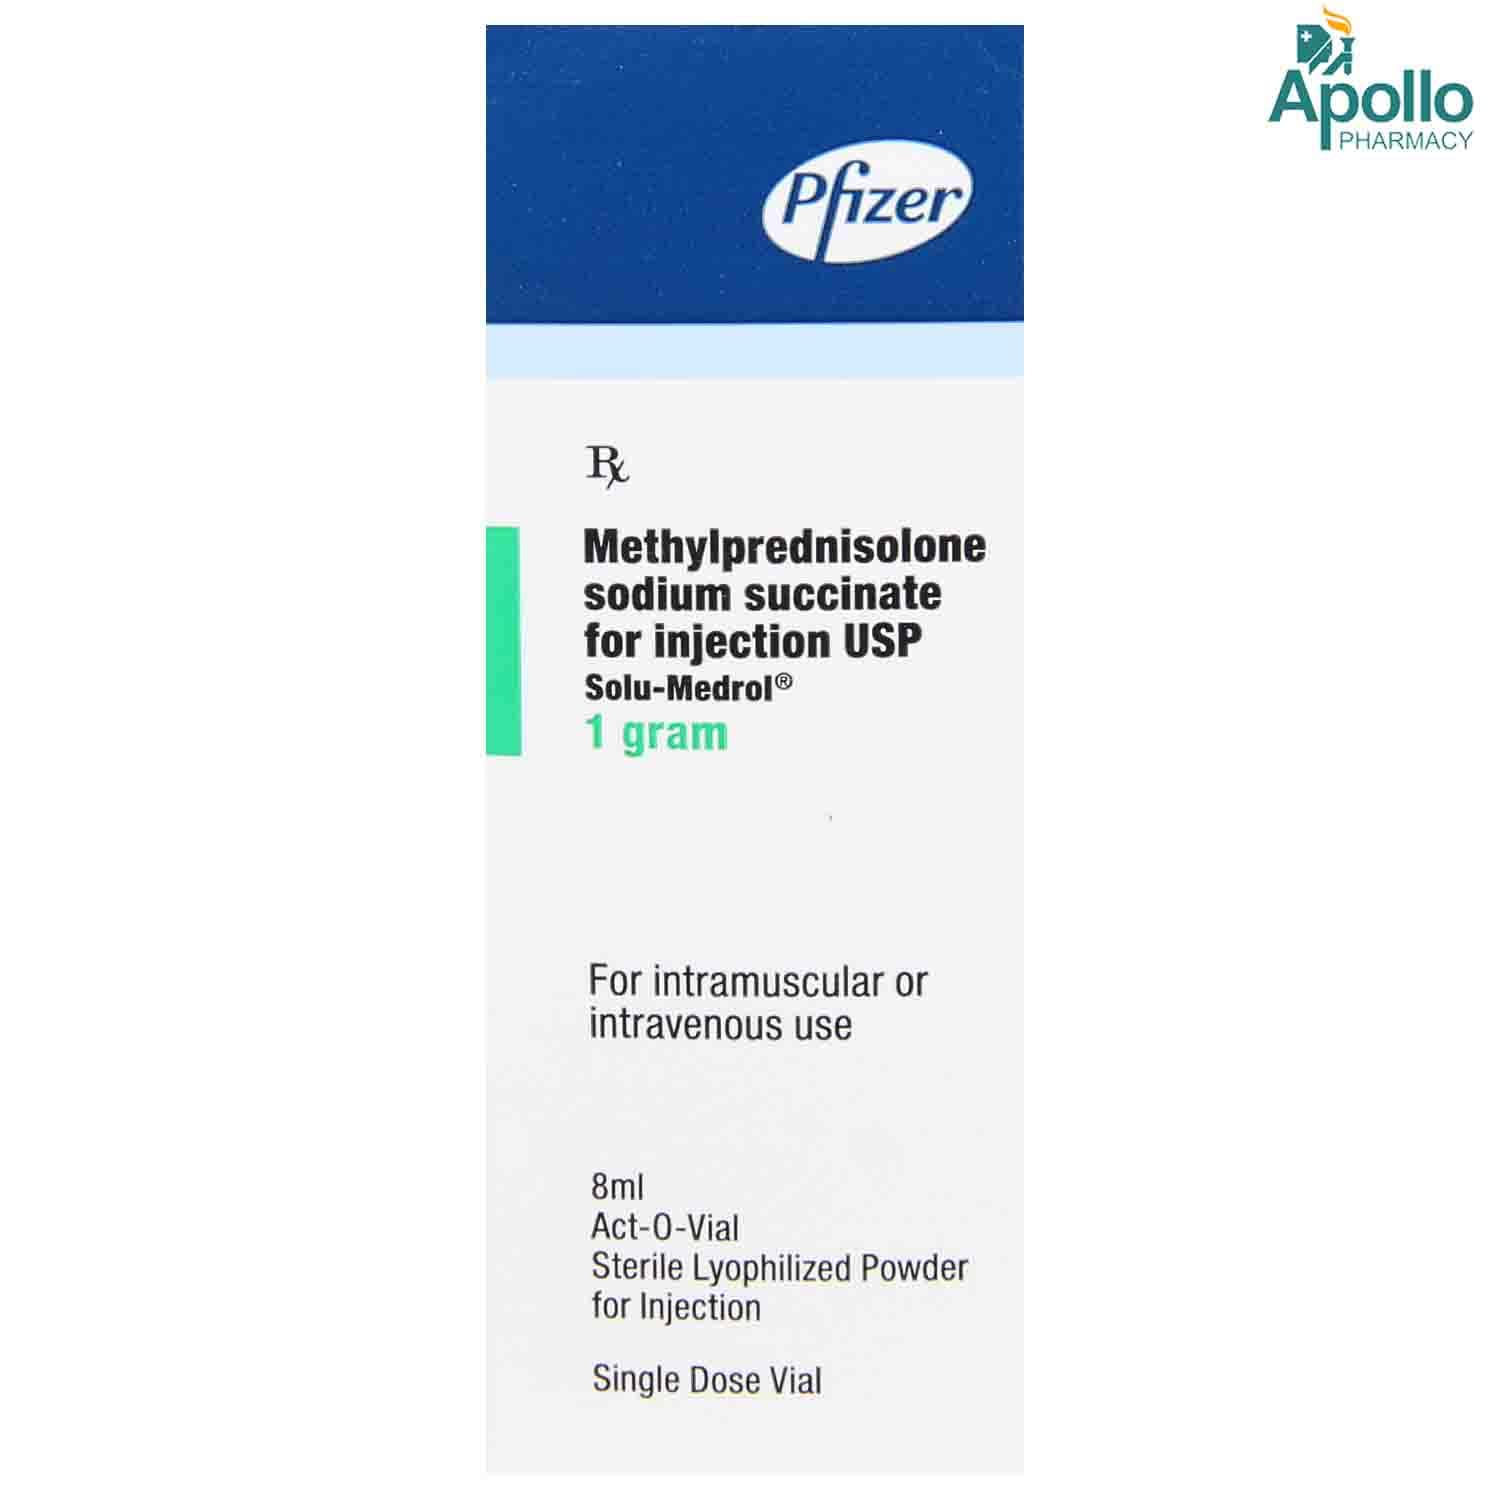 Apollo
PHARMACY
Pfizer
Rx
Methylprednisolone
sodium succinate
for injection USP
Solu-Medrol®
1 gram
For intramuscular or
intravenous use
8ml
Act-O-Vial
Sterile Lyophilized Powder
for Injection
Single Dose Vial